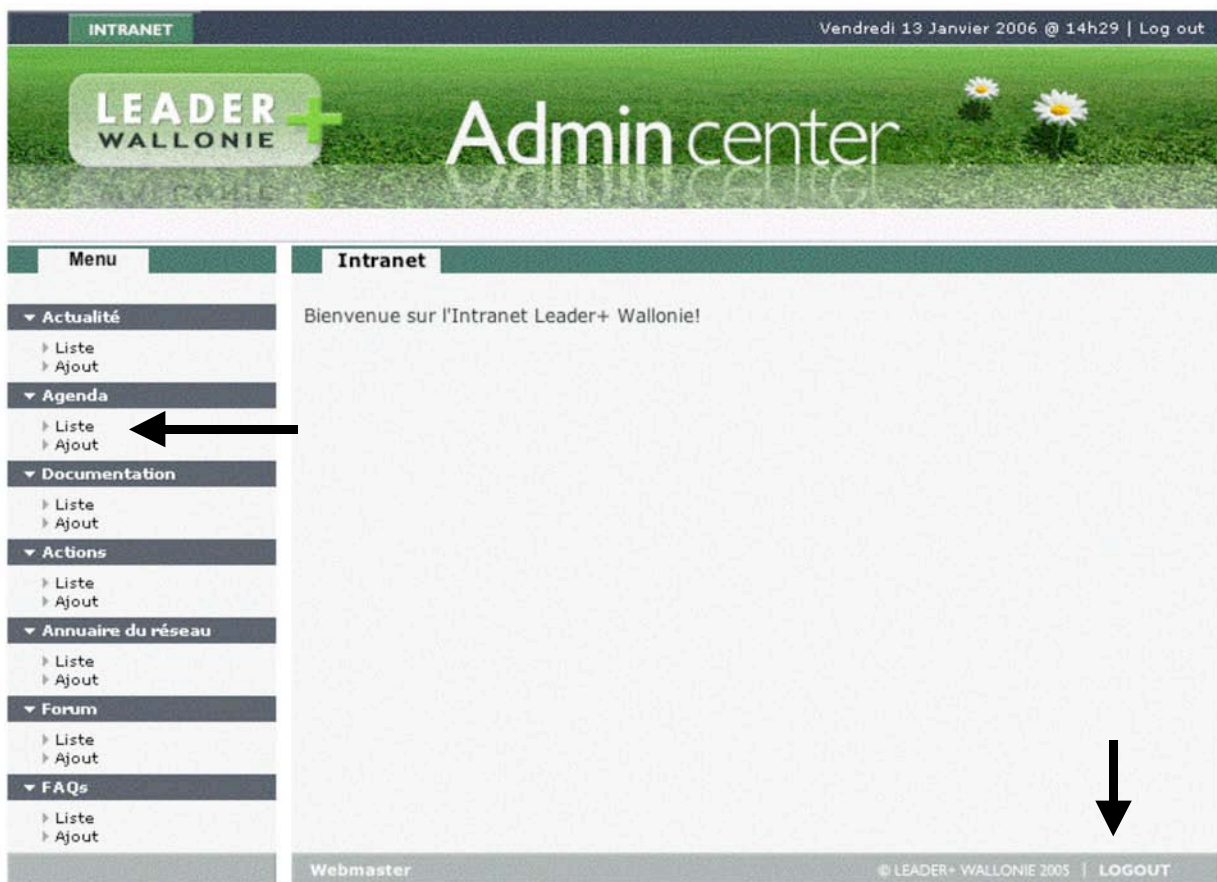 INTRANET
Vendredi 13 Janvier 2006 @ 14h29 | Log out
LEADER+
WALLONIE
Admin center
Menu
Actualité
Liste
Ajout
Agenda
Liste
Ajout
Documentation
Liste
Ajout
Actions
Liste
Ajout
Annuaire du réseau
Liste
Ajout
Forum
Liste
Ajout
FAQs
Liste
Ajout
Intranet
Bienvenue sur l'Intranet Leader+ Wallonie!
Webmaster
© LEADER+ WALLONIE 2005 | LOGOUT